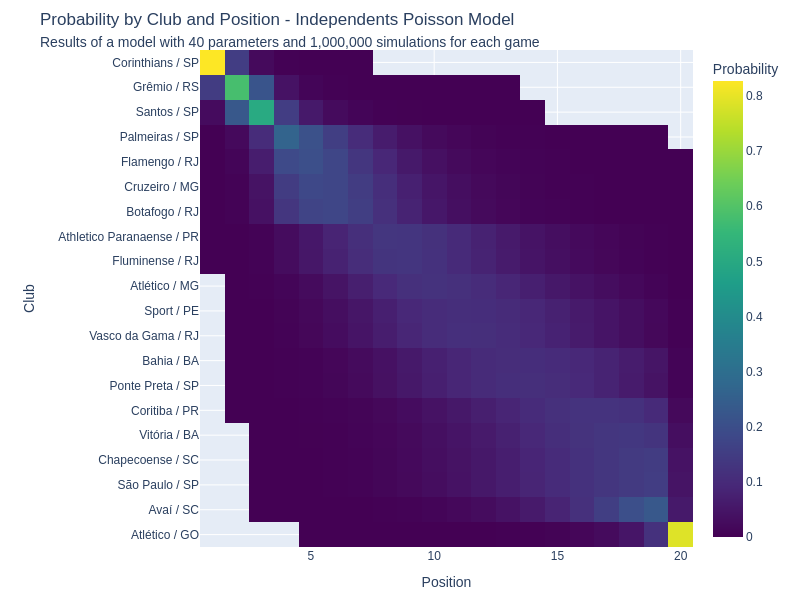 Probability by Club and Position - Independents Poisson Model
Results of a model with 40 parameters and 1,000,000 simulations for each game
Corinthians / SP
Grêmio / RS
Santos / SP
Palmeiras / SP
Flamengo / RJ
Cruzeiro / MG
Botafogo / RJ
Athletico Paranaense / PR
Fluminense / RJ
Atlético / MG
Sport / PE
Vasco da Gama / RJ
Bahia / BA
Ponte Preta / SP
Coritiba / PR
Vitória / BA
Chapecoense / SC
São Paulo / SP
Avaí / SC
Atlético / GO
Club
5
10
15
20
Position
Probability
0.8
0.7
0.6
0.5
0.4
0.3
0.2
0.1
0